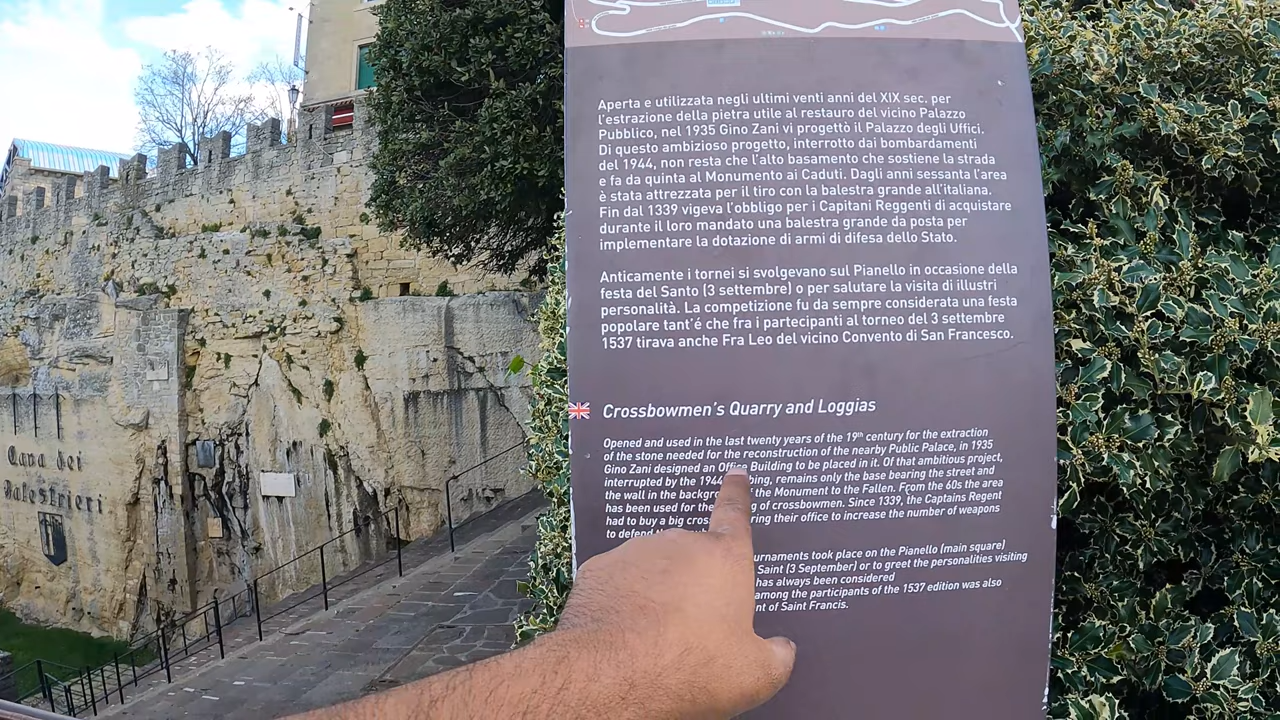 Aperta e utilizzata negli ultimi venti anni del XIX sec. per
l'estrazione della pietra utile al restauro del vicino Palazzo
Pubblico, nel 1935 Gino Zani vi progettò il Palazzo degli Uffici.
Di questo ambizioso progetto, interrotto dai bombardamenti
del 1944, non resta che l'alto basamento che sostiene la strada
e fa da quinta al Monumento ai Caduti. Dagli anni sessanta l'area
è stata attrezzata per il tiro con la balestra grande all'italiana.
Fin dal 1339 vigeva l'obbligo per i Capitani Reggenti di acquistare
durante il loro mandato una balestra grande da posta per
implementare la dotazione di armi di difesa dello Stato.
Anticamente i tornei si svolgevano sul Pianello in occasione della
festa del Santo (3 settembre) o per salutare la visita di illustri
personalità. La competizione fu da sempre considerata una festa
popolare tant'é che fra i partecipanti al torneo del 3 settembre
1537 tirava anche Fra Leo del vicino Convento di San Francesco.
Crossbowmen's Quarry and Loggias
Opened and used in the last twenty years of the 19th century for the extraction
of the stone needed for the reconstruction of the nearby Public Palace, in 1935
Gino Zani designed an Office Building to be placed in it. Of that ambitious project,
interrupted by the 1944 bing, remains only the base bearing the street and
the wall in the backgro the Monument to the Fallen. From the 60s the area
has been used for the g of crossbowmen. Since 1339, the Captains Regent
had to buy a big cross ring their office to increase the number of weapons
to defend
urnaments took place on the Pianello (main square)
Saint (3 September) or to greet the personalities visiting
has always been considered
among the participants of the 1537 edition was also
nt of Saint Francis.
Cava dei
Balestrieri